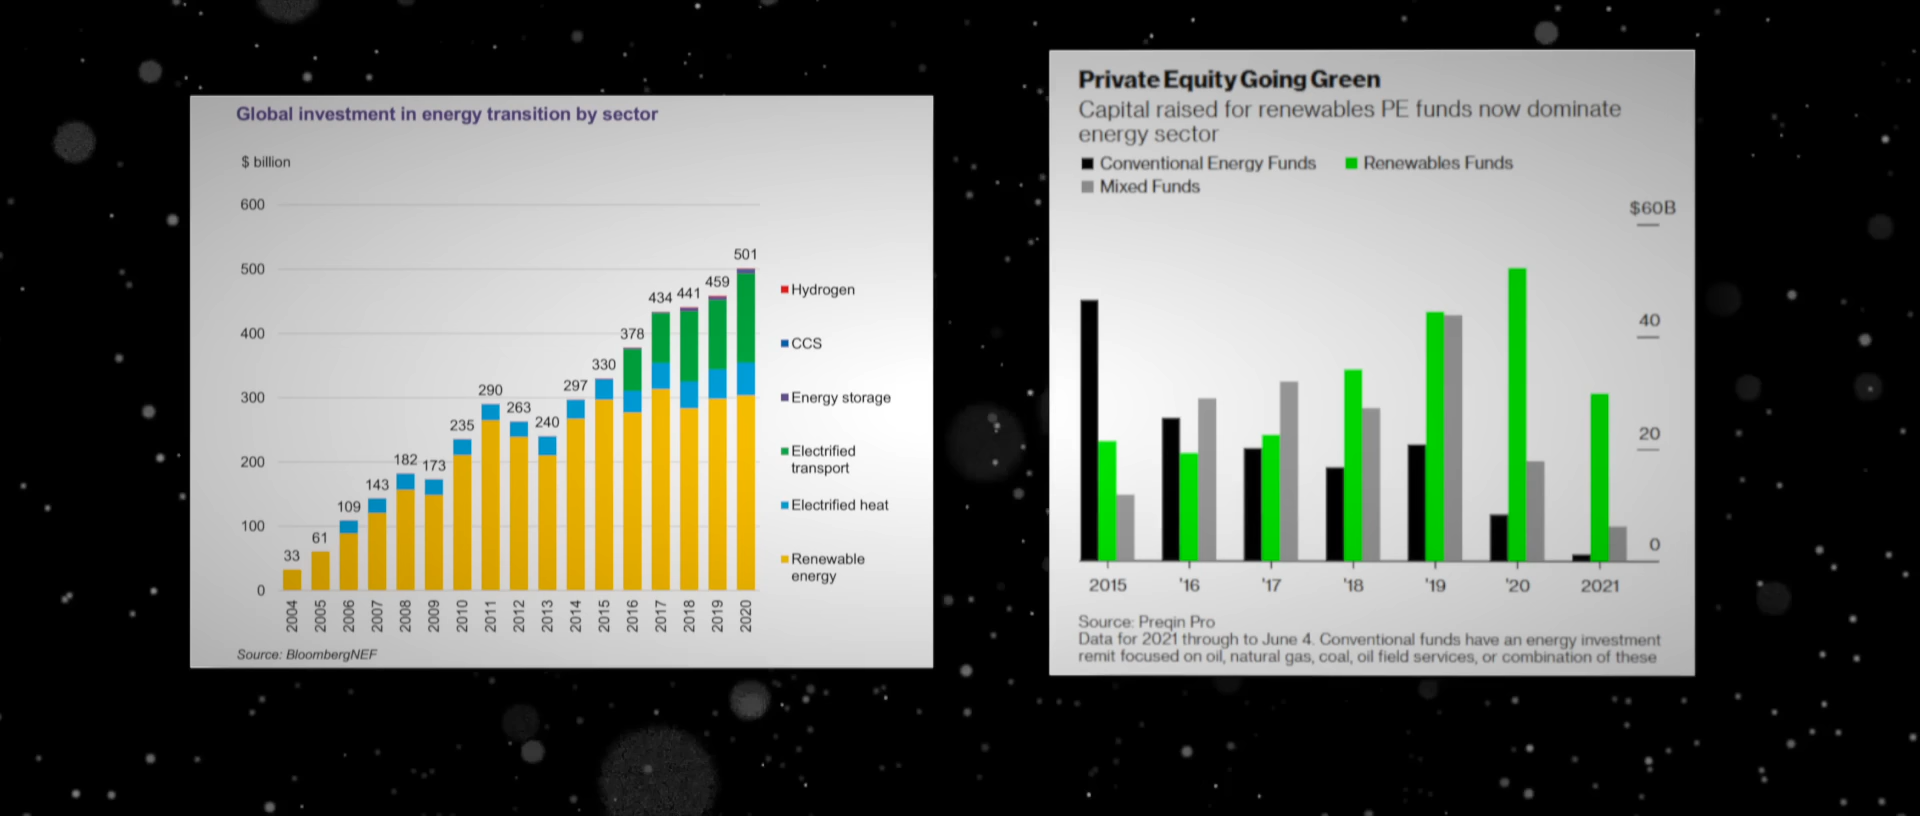 Global investment in energy transition by sector
$ billion
600
500
400
300
200
100
0
33
61
109
143
182
173
235
290
263
240
297
330
378
434
441
459
501
2004
2005
2006
2007
2008
2009
2010
2011
2012
2013
2014
2015
2016
2017
2018
2019
2020
Hydrogen
CCS
Energy storage
Electrified
transport
Electrified heat
Renewable
energy
Source: BloombergNEF
Private Equity Going Green
Capital raised for renewables PE funds now dominate
energy sector
Conventional Energy Funds
Renewables Funds
Mixed Funds
$60B
40
20
0
2015
'16
'17
'18
'19
'20
2021
Source: Preqin Pro
Data for 2021 through to June 4. Conventional funds have an energy investment
remit focused on oil, natural gas, coal, oil field services, or combination of these